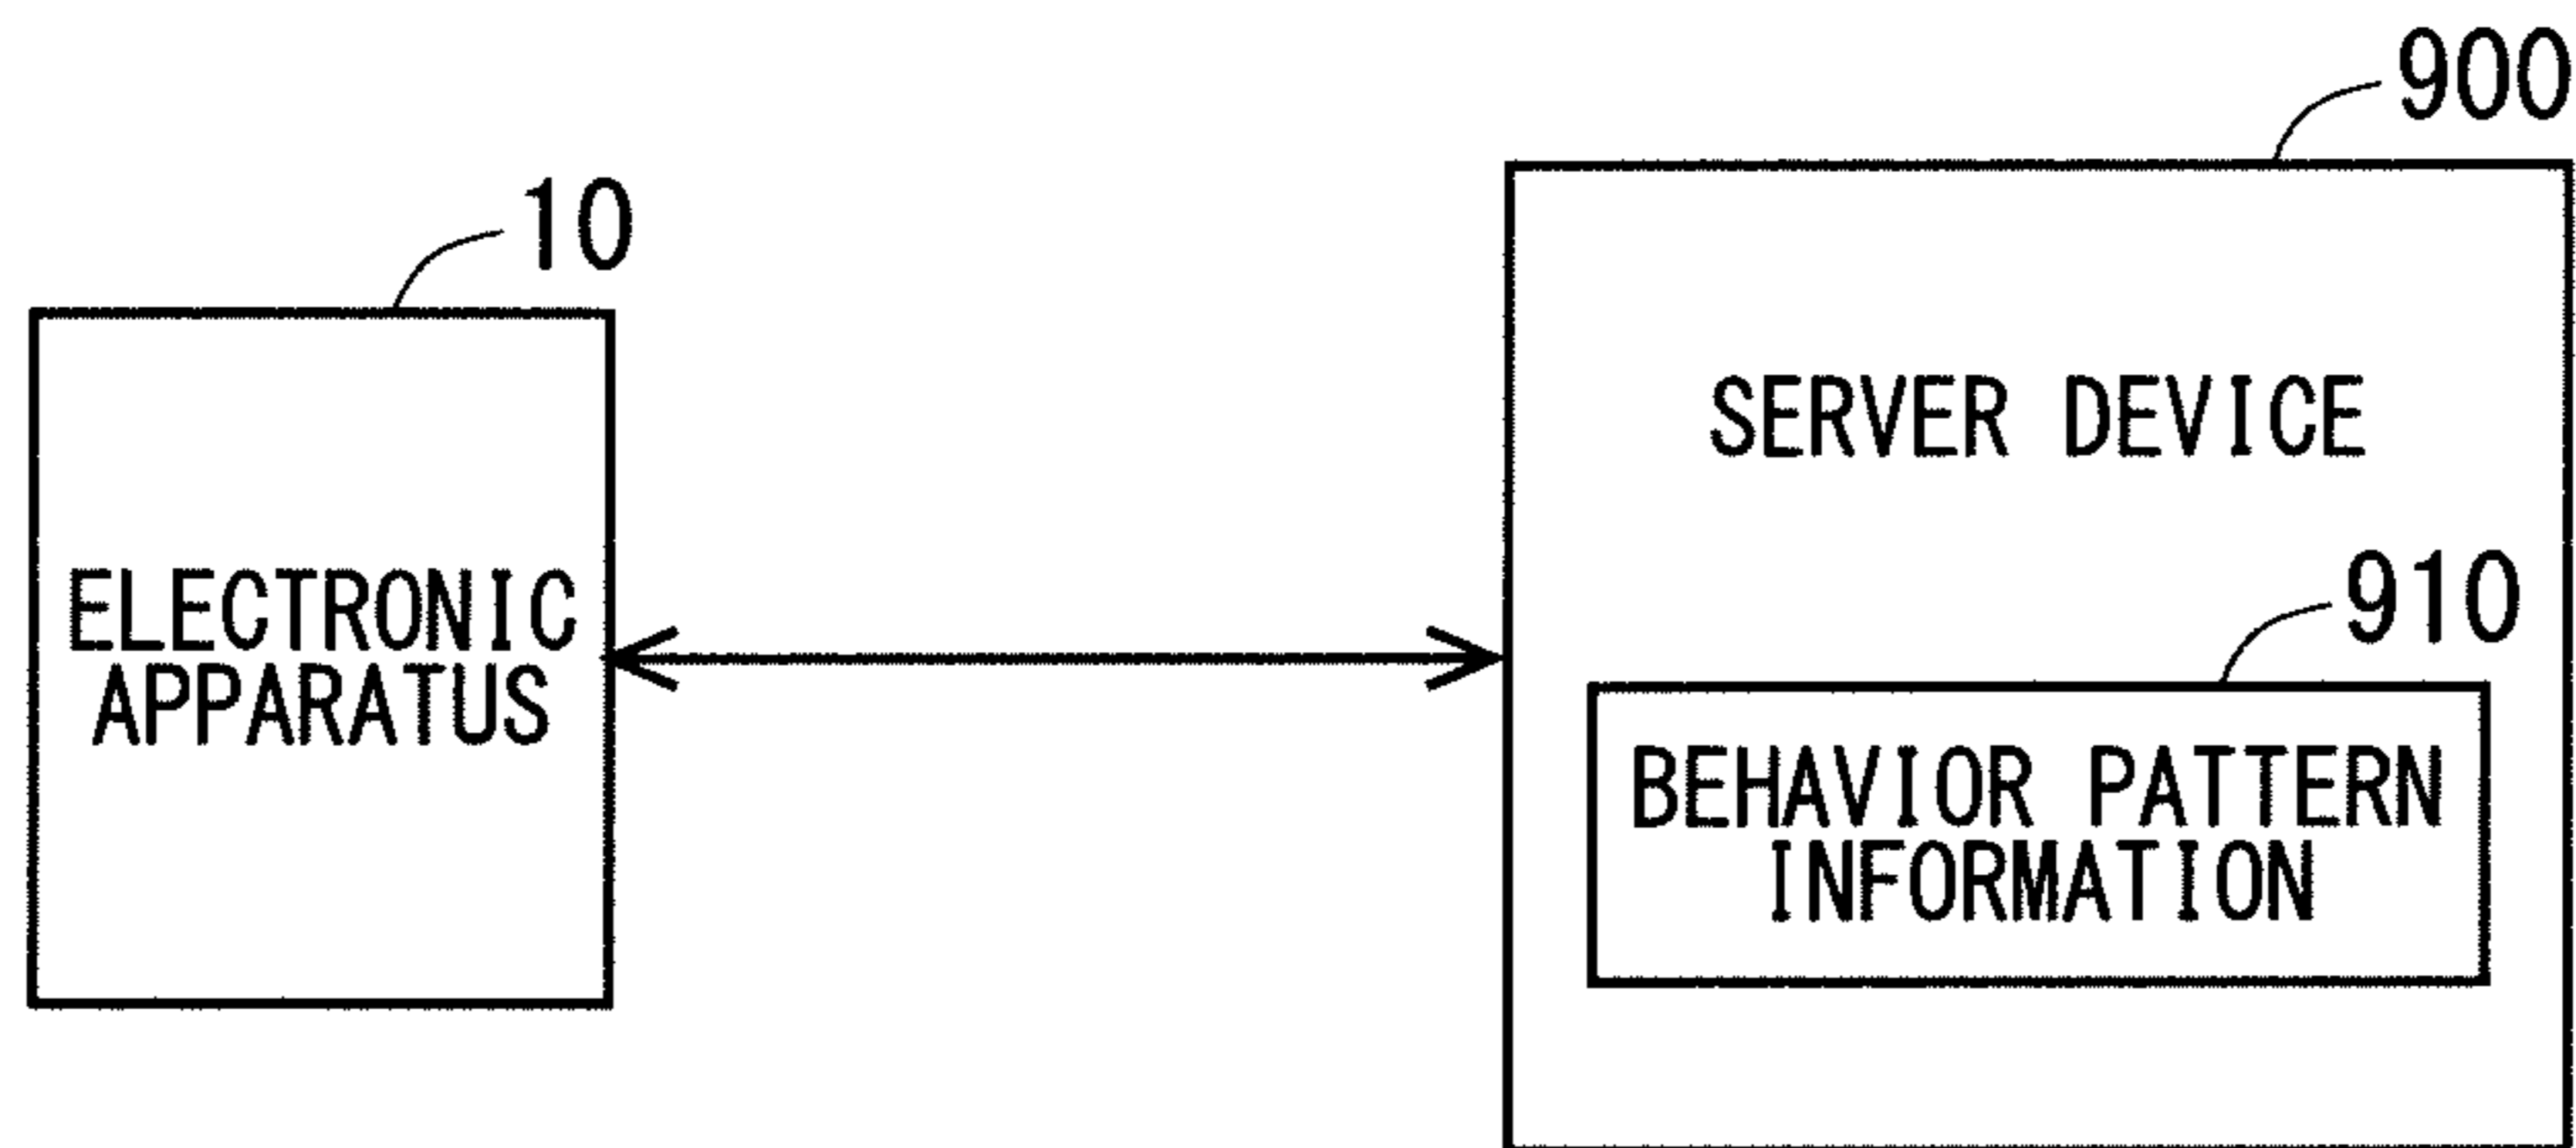 900
10
SERVER DEVICE
910
ELECTRONIC
APPARATUS
BEHAVIOR PATTERN
INFORMATION